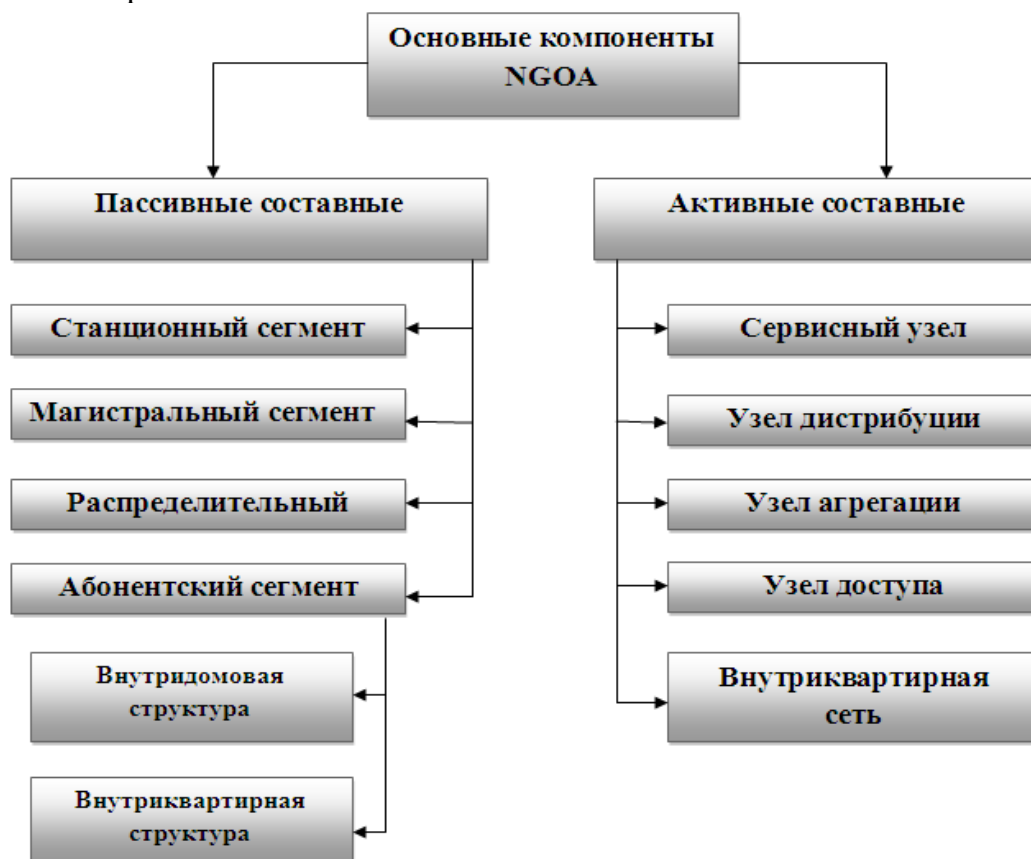 Основные компоненты
NGOA
Пассивные составные
Активные составные
Станционный сегмент
Магистральный сегмент
Распределительный
Абонентский сегмент
Внутридомовая
структура
Внутриквартирная
структура
Сервисный узел
Узел дистрибуции
Узел агрегации
Узел доступа
Внутриквартирная
сеть